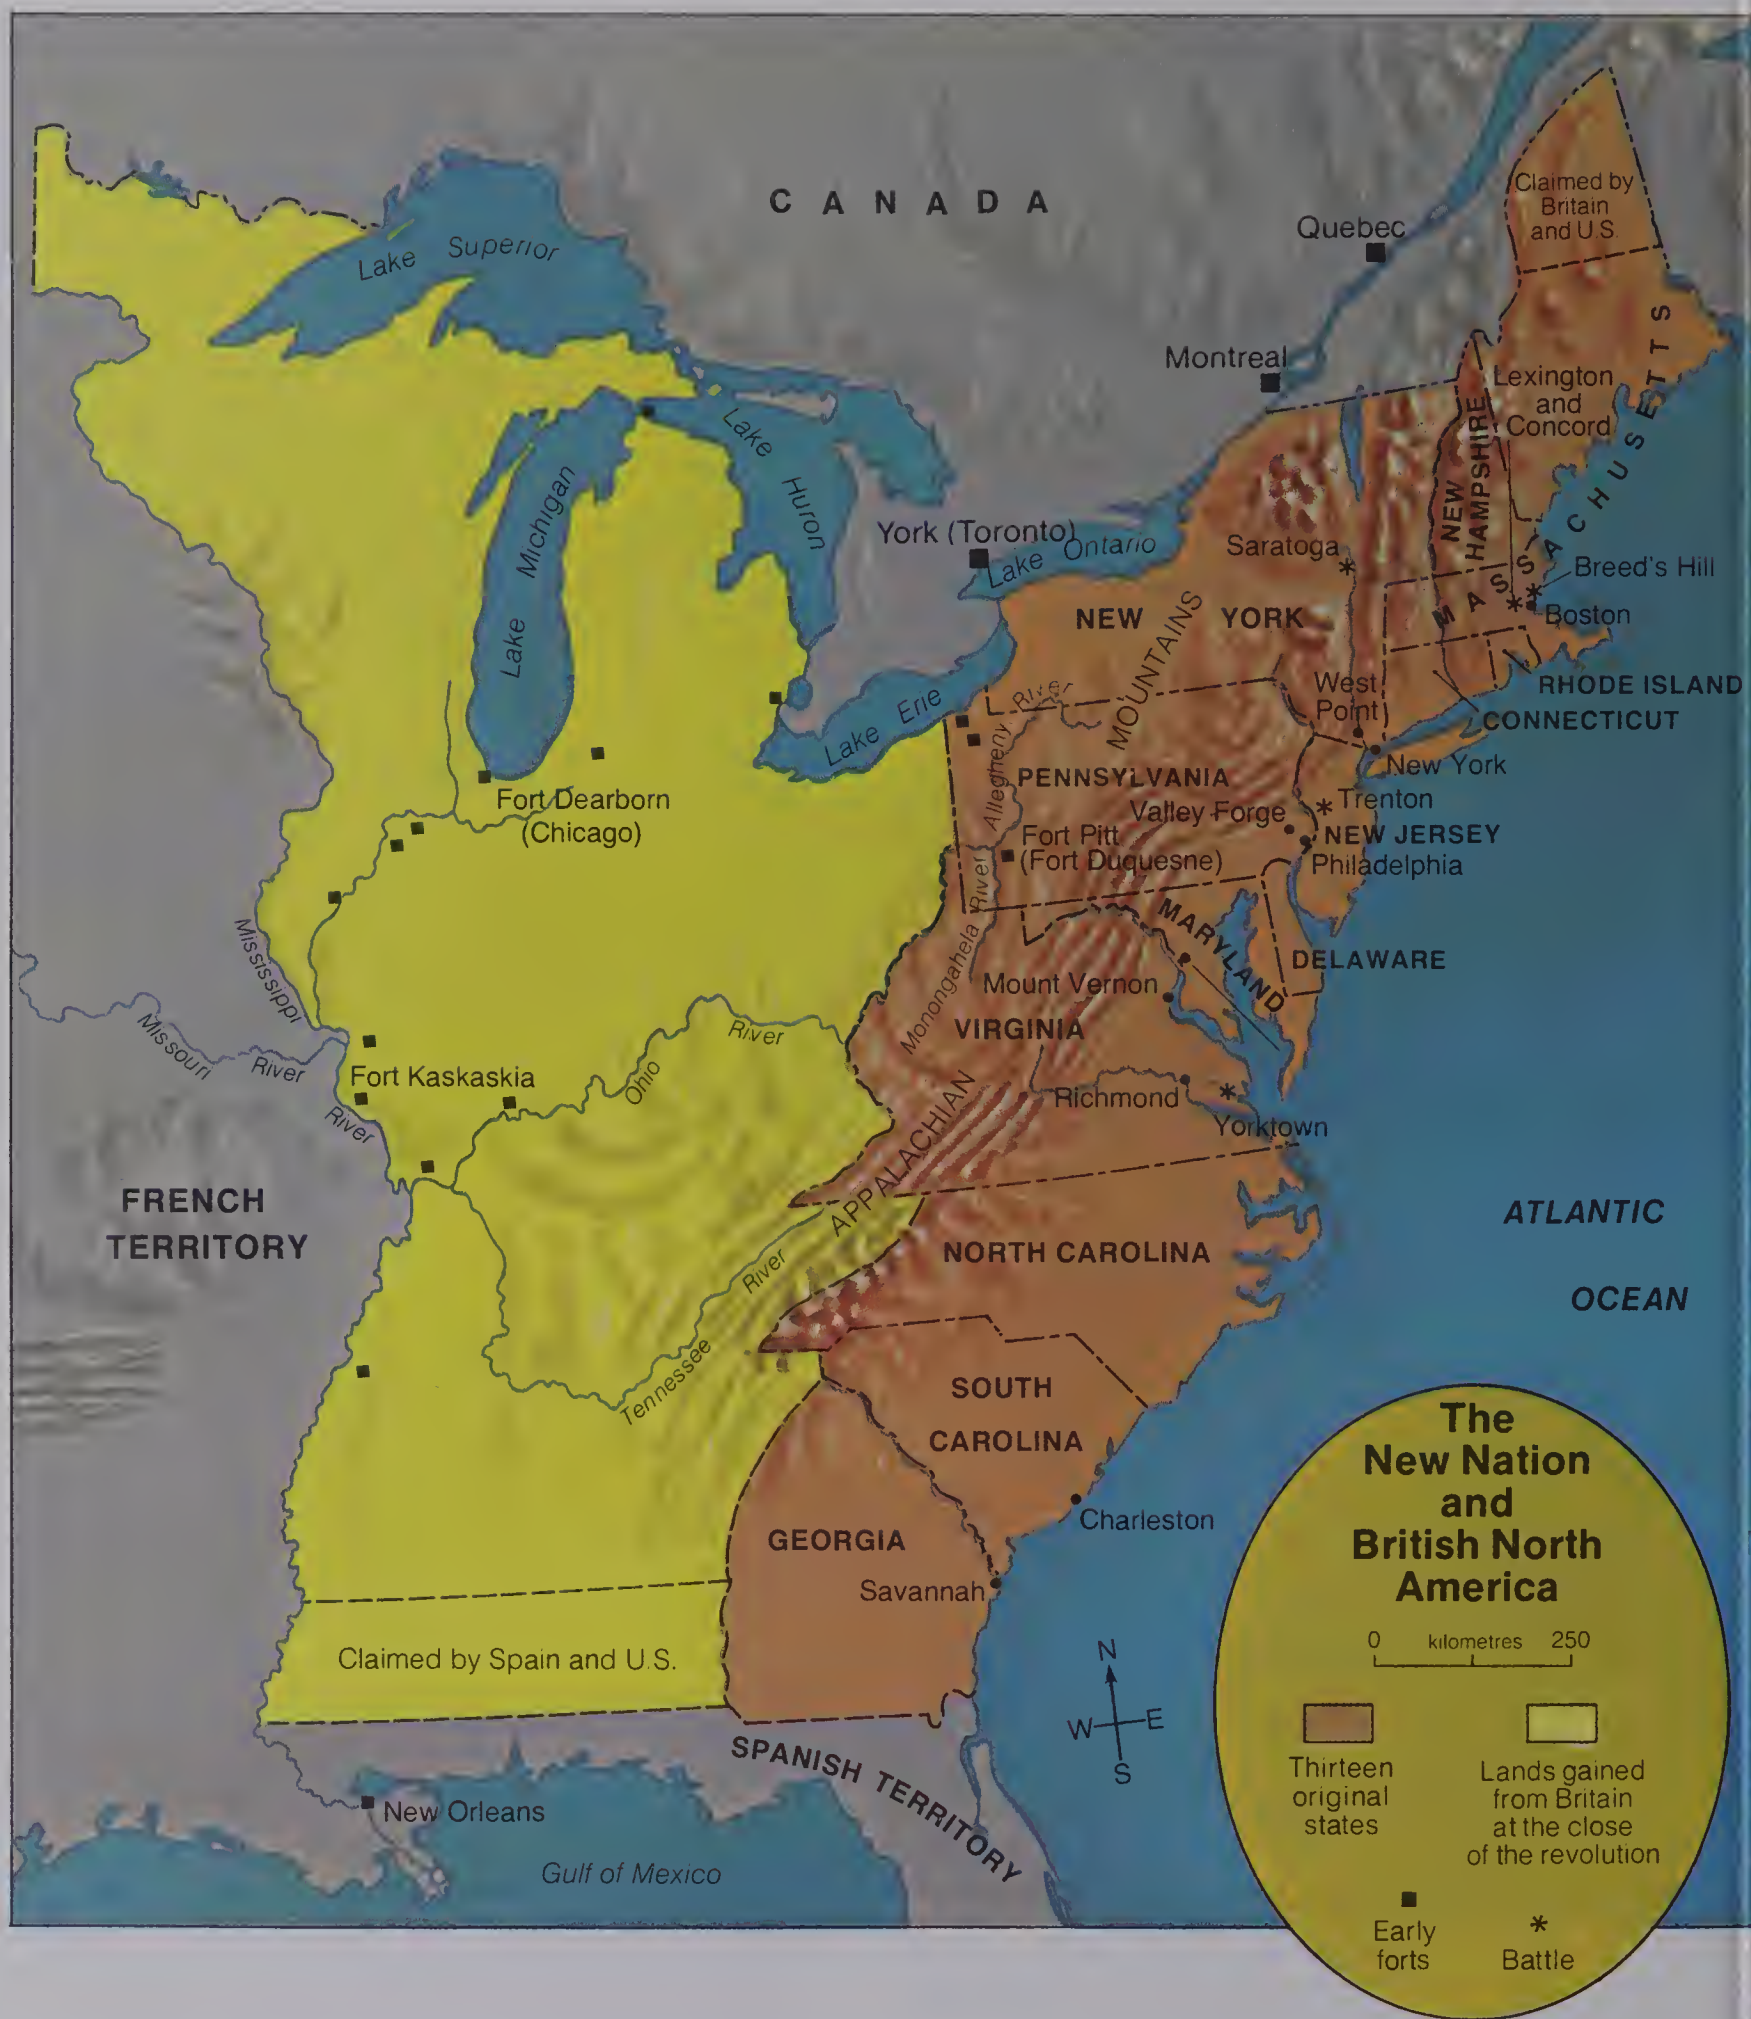 CANADA
Claimed by
Britain
and U.S.
Quebec
Lake Superior
Montreal
MASSACHUSETTS
Lexington
and
Concord
NEW
HAMPSHIRE
Lake
Huron
Lake Michigan
York (Toronto)
Lake Ontario
Saratoga
Breed's Hill
Boston
NEW YORK
West
Point
RHODE ISLAND
CONNECTICUT
Lake Erie
Allegheny River
New York
APPALACHIAN MOUNTAINS
PENNSYLVANIA
Fort Dearborn
(Chicago)
Valley Forge
Trenton
NEW JERSEY
Philadelphia
Fort Pitt
(Fort Duquesne)
Monongahela River
MARYLAND
DELAWARE
Mount Vernon
Mississippi
River
Missouri
River
VIRGINIA
Ohio
River
Fort Kaskaskia
Richmond
Yorktown
FRENCH
TERRITORY
ATLANTIC
OCEAN
NORTH CAROLINA
Tennessee
River
SOUTH
CAROLINA
Charleston
GEORGIA
Savannah
Claimed by Spain and U.S.
SPANISH TERRITORY
New Orleans
Gulf of Mexico
N
W
E
S
The
New Nation
and
British North
America
0 kilometres 250
Thirteen
original
states
Lands gained
from Britain
at the close
of the revolution
Early
forts
Battle